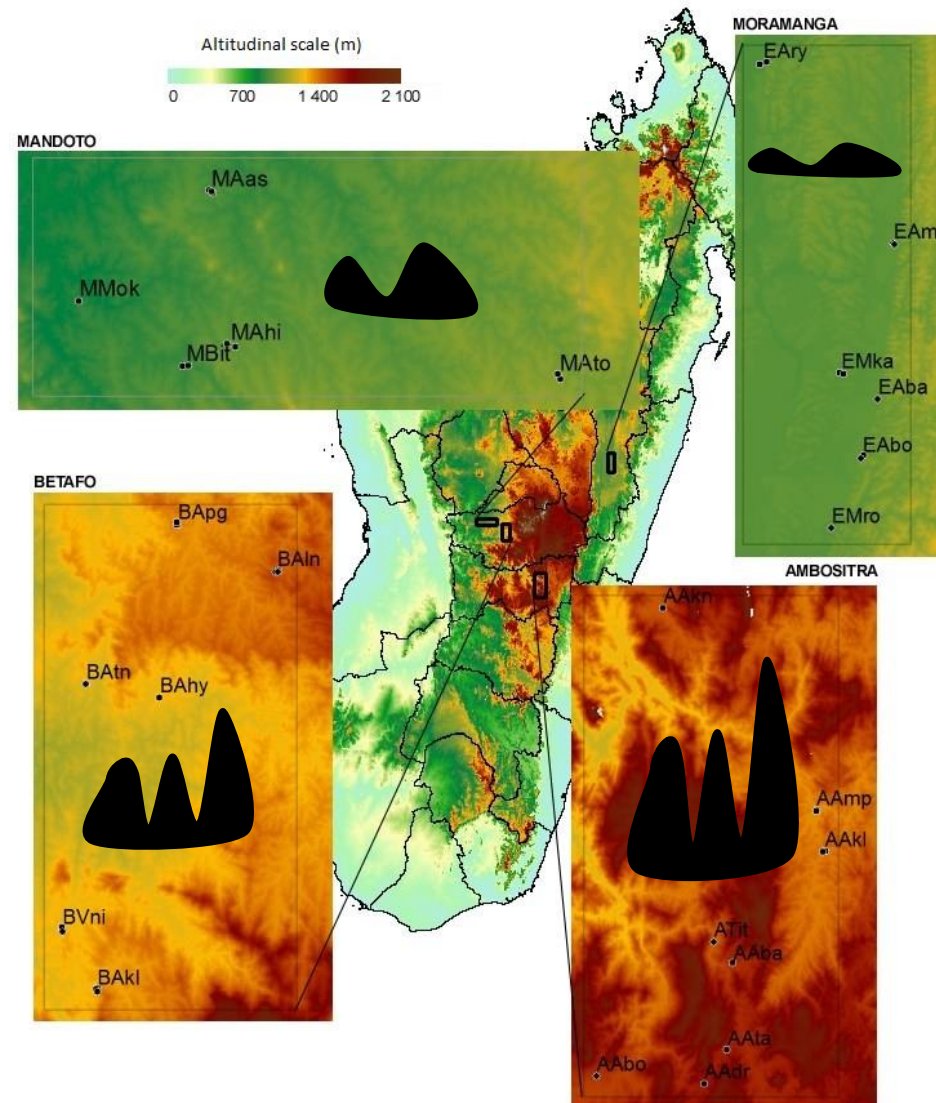 Altitudinal scale (m)
0 700 1 400 2 100
MORAMANGA
EAry
EAm
EMka
EAba
EAbo
EMro
MANDOTO
MAas
MMok
MAhi
MBit
MAto
BETAFO
BApg
BAln
BAtn
BAhy
BVni
BAkl
AMBOSITRA
AAkn
AAmp
AAkl
ATit
AAba
AAta
AAbo
AAdr